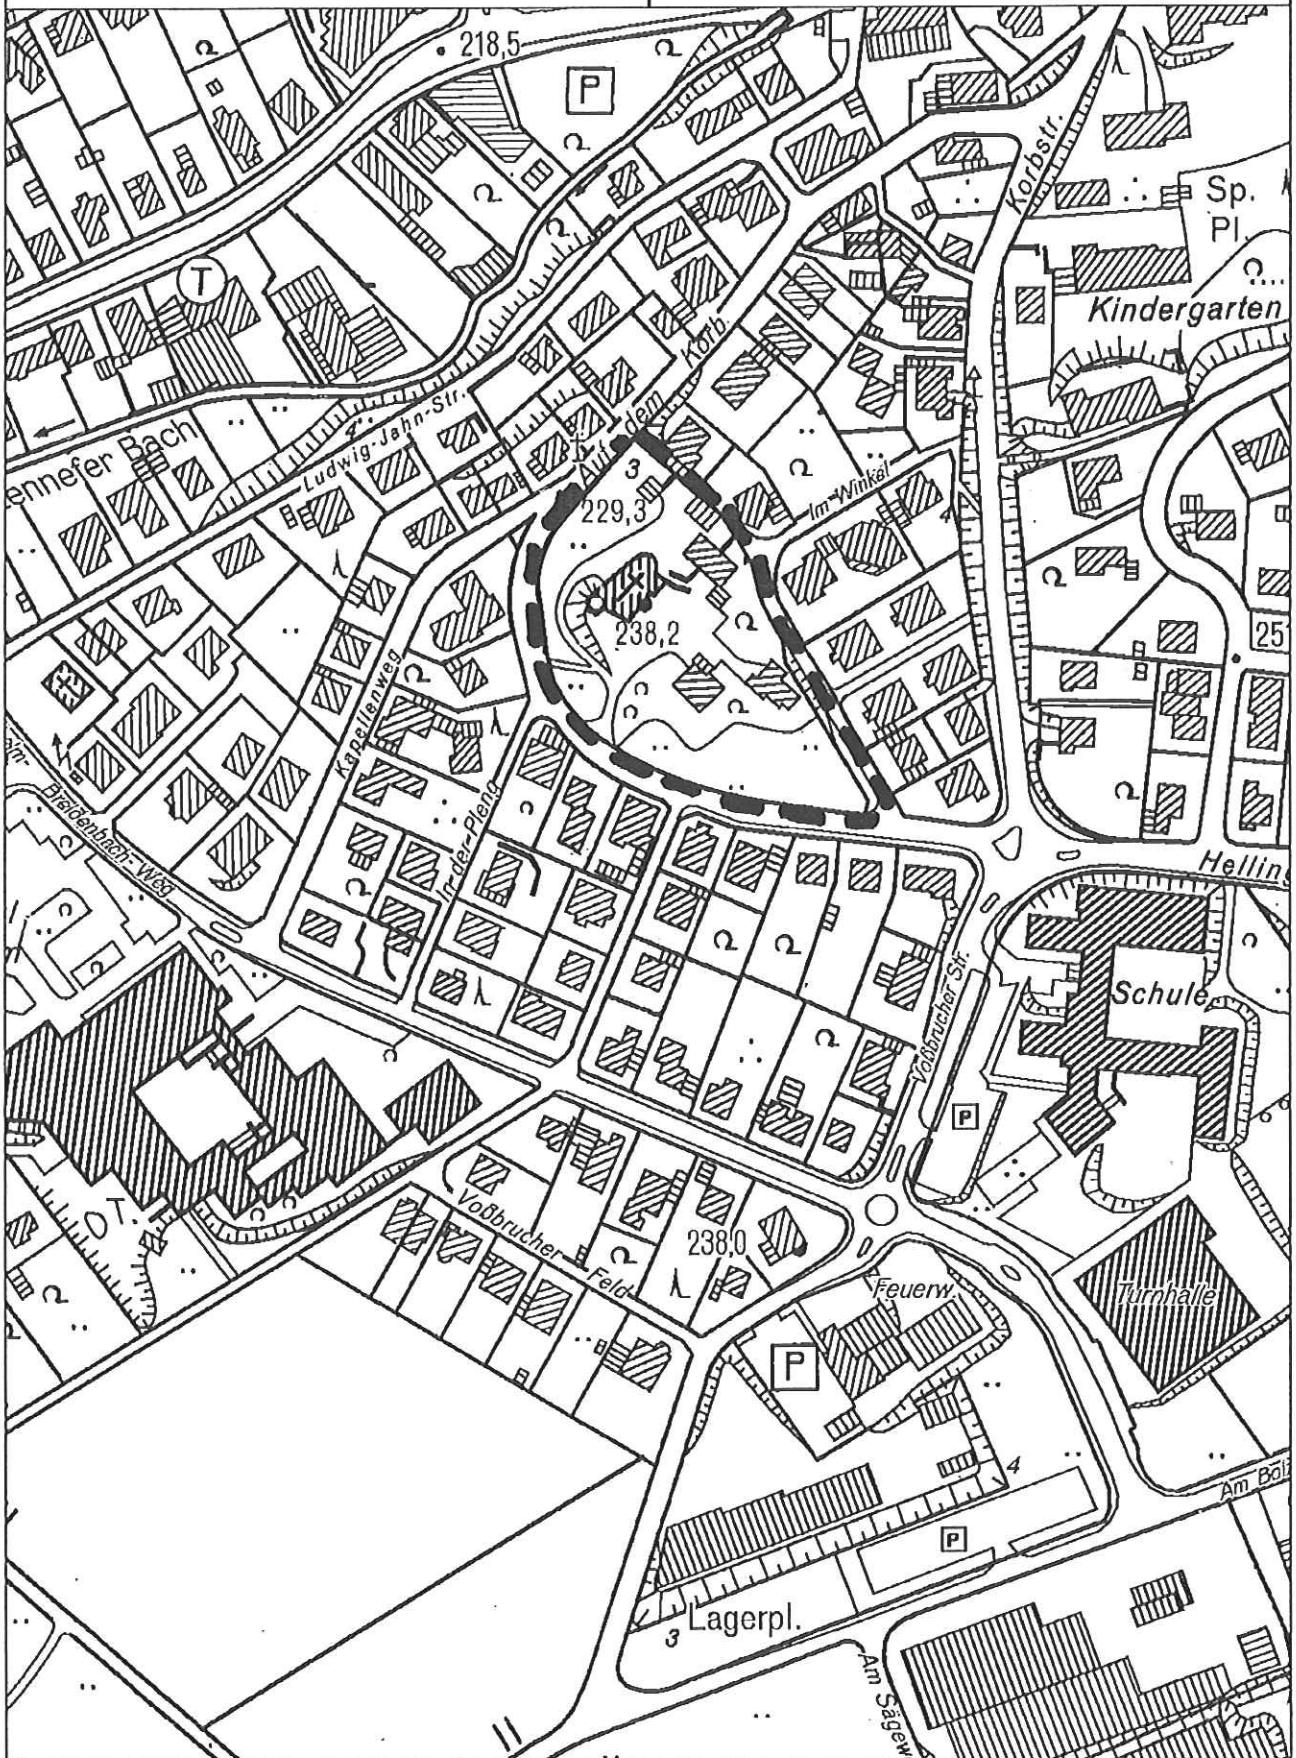 218,5
P
Korbstr.
Sp.
Pl.
T
Kindergarten
Auf dem Korb
Ludwig-Jahn-Str.
ennefer Bach
3
229,3
Im Winkel
4
238,2
251
Kapellenweg
In-der-Pleng
Breidenbach-Weg
Helling
Schule
Voßbrucher Str.
P
T.
Voßbrucher Feld
238,0
Feuerw.
Turnhalle
P
4
Am Bolz
P
Lagerpl.
3
Am Sägew